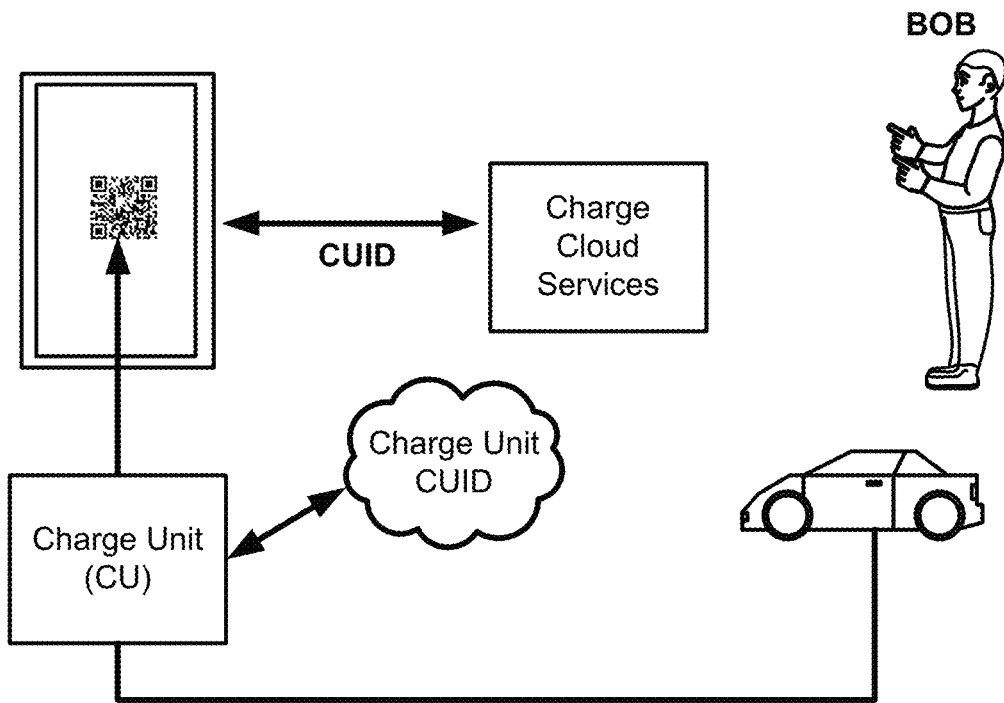 BOB
Charge
Cloud
Services
CUID
Charge Unit
CUID
Charge Unit
(CU)